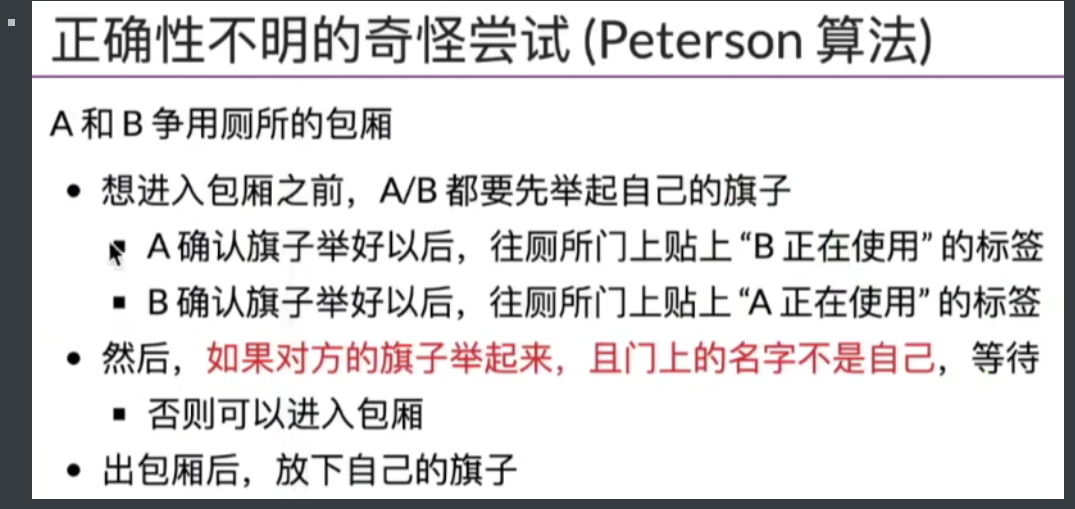 正确性不明的奇怪尝试 (Peterson 算法)
A 和 B 争用厕所的包厢
想进入包厢之前，A/B 都要先举起自己的旗子
A 确认旗子举好以后，往厕所门上贴上 “B 正在使用” 的标签
B 确认旗子举好以后，往厕所门上贴上 “A 正在使用” 的标签
然后，如果对方的旗子举起来，且门上的名字不是自己，等待
否则可以进入包厢
出包厢后，放下自己的旗子